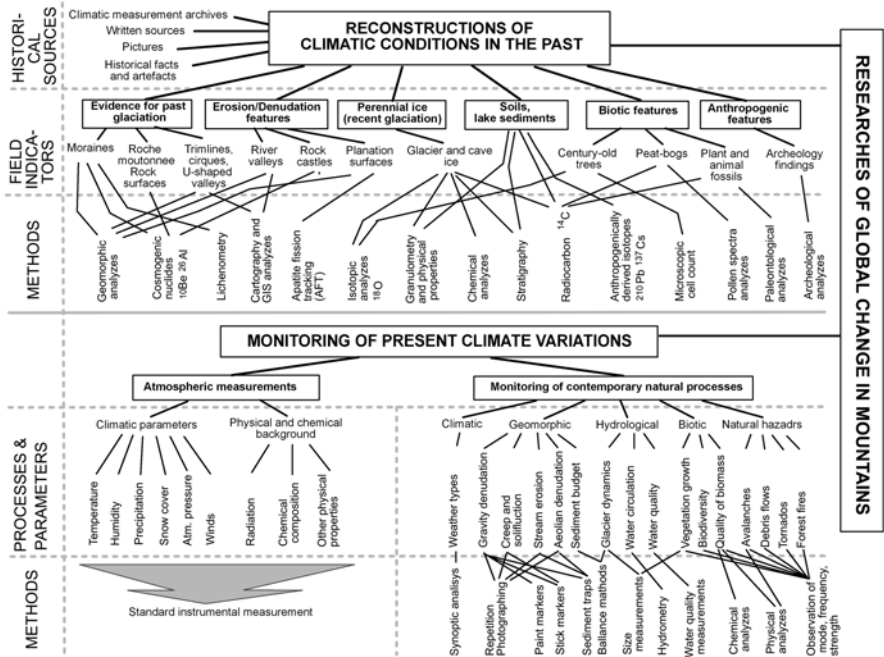 HISTORI-
CAL
SOURCES
Climatic measurement archives
Written sources
Pictures
Historical facts
and artefacts
RECONSTRUCTIONS OF
CLIMATIC CONDITIONS IN THE PAST
RESEARCHES OF GLOBAL CHANGE IN MOUNTAINS
FIELD
INDICA-
TORS
Evidence for past
glaciation
Erosion/Denudation
features
Perennial ice
(recent glaciation)
Soils,
lake sediments
Biotic features
Anthropogenic
features
Moraines
Roche
moutonnee
Rock
surfaces
Trimlines,
cirques,
U-shaped
valleys
River
valleys
Rock
castles
Planation
surfaces
Glacier and cave
ice
Century-old
trees
Peat-bogs
Plant and
animal
fossils
Archeology
findings
METHODS
Geomorphic
analyzes
Cosmogenic
nuclides
10Be 26Al
Lichenometry
Cartography and
GIS analyzes
Apatite fission
tracking
(AFT)
Isotopic
analyzes
18O
Granulometry
and physical
properties
Chemical
analyzes
Stratigraphy
Radiocarbon 14C
Anthropogenically
derived isotopes
210Pb 137Cs
Microscopic
cell count
Pollen spectra
analyzes
Paleontological
analyzes
Archeological
analyzes
MONITORING OF PRESENT CLIMATE VARIATIONS
Atmospheric measurements
Monitoring of contemporary natural processes
PROCESSES &
PARAMETERS
Climatic parameters
Physical and chemical
background
Climatic
Geomorphic
Hydrological
Biotic
Natural hazadrs
Temperature
Humidity
Precipitation
Snow cover
Atm. pressure
Winds
Radiation
Chemical
composition
Other physical
properties
Weather types
Gravity denudation
Creep and
solifluction
Stream erosion
Aeolian denudation
Sediment budget
Glacier dynamics
Water circulation
Water quality
Vegetation growth
Biodiversity
Quality of biomass
Avalanches
Debris flows
Tornados
Forest fires
METHODS
Standard instrumental measurement
Synoptic analisys
Repetition
Photographing
Paint markers
Stick markers
Sediment traps
Ballance mathods
Size
measurements
Hydrometry
Water quality
measurements
Chemical
analyzes
Physical
analyzes
Observation of
mode, frequency,
strength